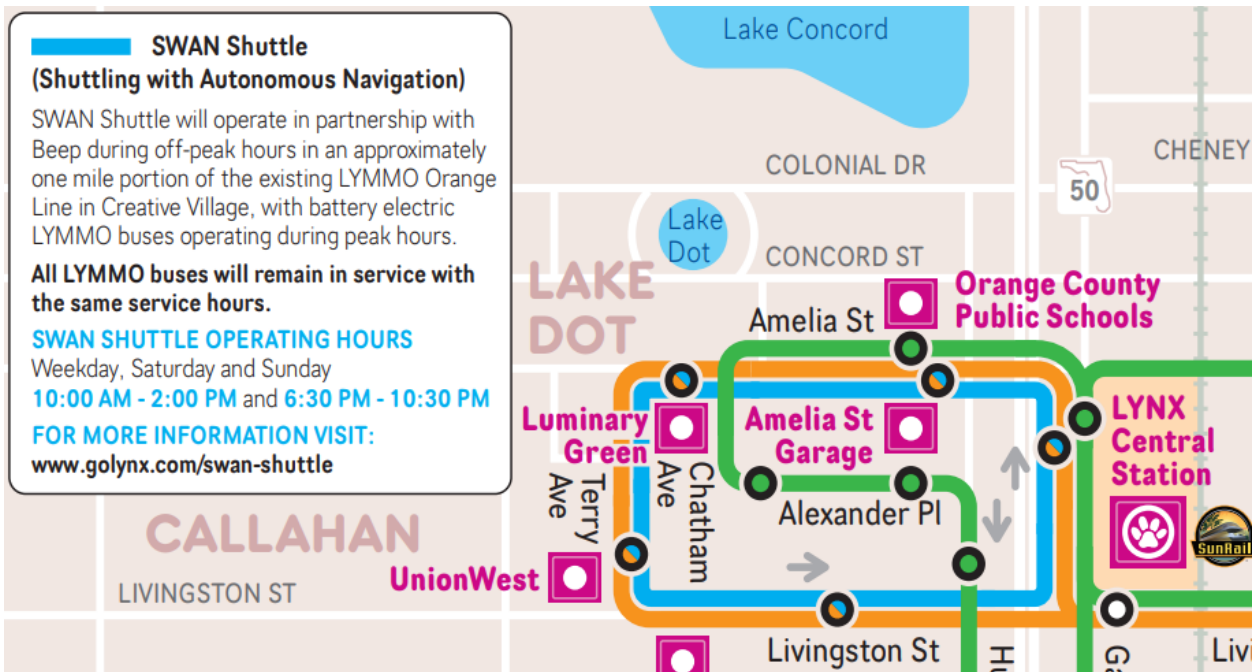 SWAN Shuttle
(Shuttling with Autonomous Navigation)
SWAN Shuttle will operate in partnership with
Beep during off-peak hours in an approximately
one mile portion of the existing LYMMO Orange
Line in Creative Village, with battery electric
LYMMO buses operating during peak hours.
All LYMMO buses will remain in service with
the same service hours.
SWAN SHUTTLE OPERATING HOURS
Weekday, Saturday and Sunday
10:00 AM - 2:00 PM and 6:30 PM - 10:30 PM
FOR MORE INFORMATION VISIT:
www.golynx.com/swan-shuttle
Lake Concord
COLONIAL DR
CHENEY
50
Lake
Dot
CONCORD ST
LAKE
DOT
Orange County
Public Schools
Amelia St
Luminary
Green
Amelia St
Garage
LYNX
Central
Station
Terry
Ave
Chatham
Ave
Alexander Pl
CALLAHAN
SunRail
UnionWest
LIVINGSTON ST
Livingston St
Hu
Ga
Livi